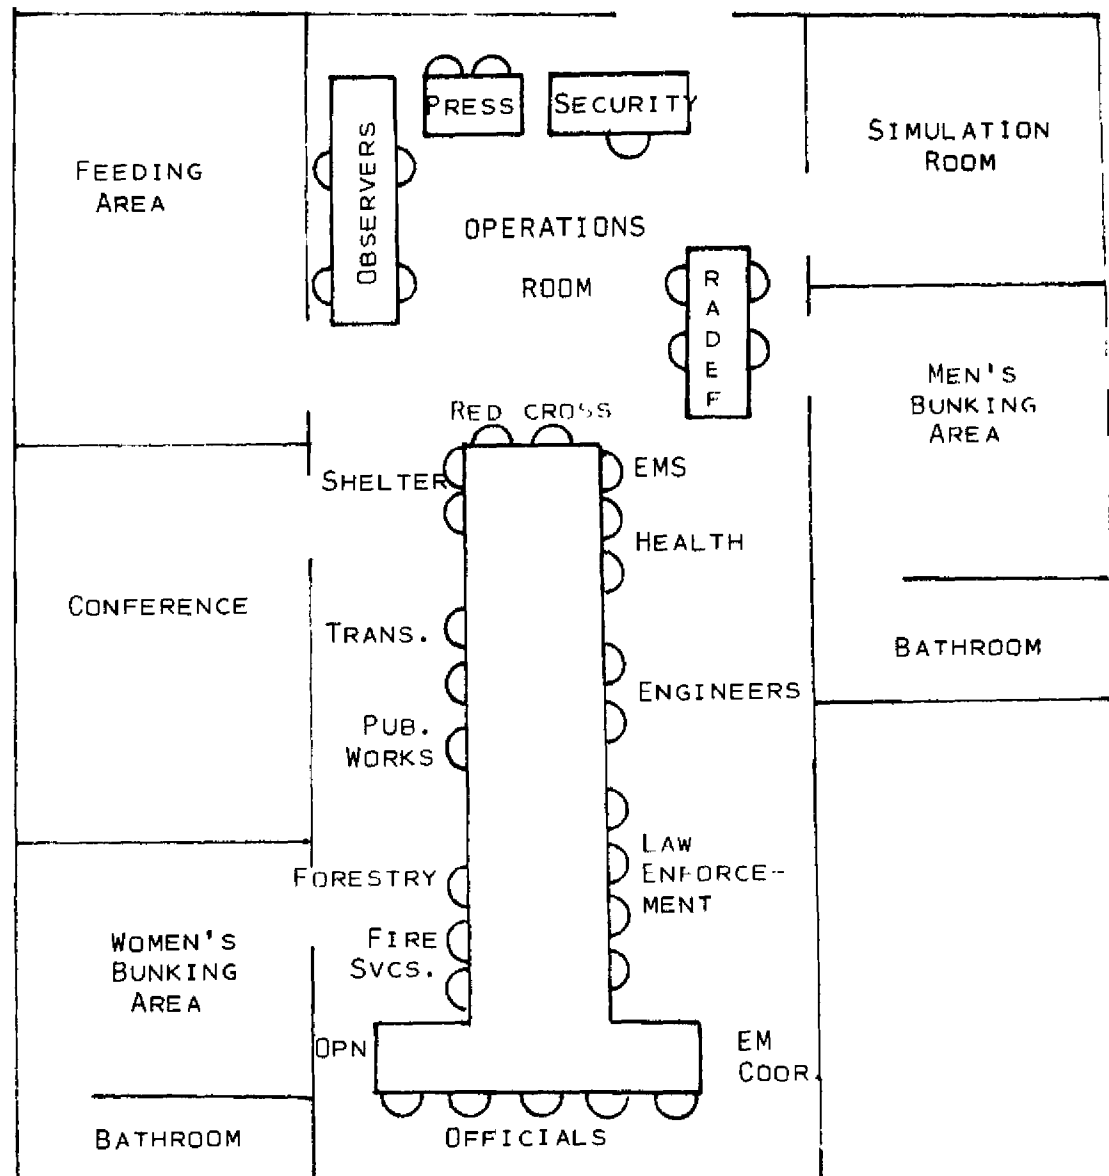 PRESS
SECURITY
SIMULATION
ROOM
FEEDING
AREA
OBSERVERS
OPERATIONS
ROOM
RADEF
MEN'S
BUNKING
AREA
RED CROSS
SHELTER
EMS
HEALTH
CONFERENCE
TRANS.
BATHROOM
ENGINEERS
PUB.
WORKS
LAW
ENFORCE-
MENT
FORESTRY
FIRE
SVCS.
WOMEN'S
BUNKING
AREA
OPN
EM
COOR.
BATHROOM
OFFICIALS